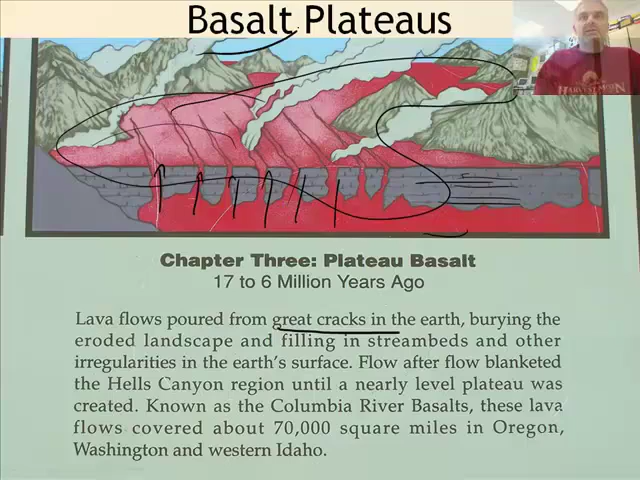 Basalt Plateaus
HARVEST
Chapter Three: Plateau Basalt
17 to 6 Million Years Ago
Lava flows poured from great cracks in the earth, burying the
eroded landscape and filling in streambeds and other
irregularities in the earth's surface. Flow after flow blanketed
the Hells Canyon region until a nearly level plateau was
created. Known as the Columbia River Basalts, these lava
flows covered about 70,000 square miles in Oregon,
Washington and western Idaho.